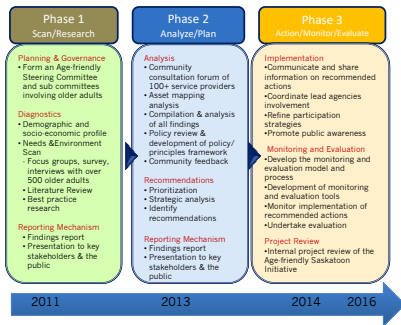 Phase 1
Scan/Research
Planning & Governance
• Form an Age-friendly
Steering Committee
and sub committees
involving older adults
Diagnostics
• Demographic and
socio-economic profile
• Needs &Environment
Scan
- Focus groups, survey,
interviews with over
500 older adults
• Literature Review
• Best practice
research
Reporting Mechanism
• Findings report
• Presentation to key
stakeholders & the
public
Phase 2
Analyze/Plan
Analysis
• Community
consultation forum of
100+ service providers
• Asset mapping
analysis
• Compilation & analysis
of all findings
• Policy review &
development of policy/
principles framework
• Community feedback
Recommendations
• Prioritization
• Strategic analysis
• Identify
recommendations
Reporting Mechanism
• Findings report
• Presentation to key
stakeholders & the
public
Phase 3
Action/Monitor/Evaluate
Implementation
• Communicate and share
information on recommended
actions
• Coordinate lead agencies
involvement
• Refine participation
strategies
• Promote public awareness
Monitoring and Evaluation
• Develop the monitoring and
evaluation model and
process
• Development of monitoring
and evaluation tools
• Monitor implementation of
recommended actions
• Undertake evaluation
Project Review
• Internal project review of the
Age-friendly Saskatoon
Initiative
2011
2013
2014
2016